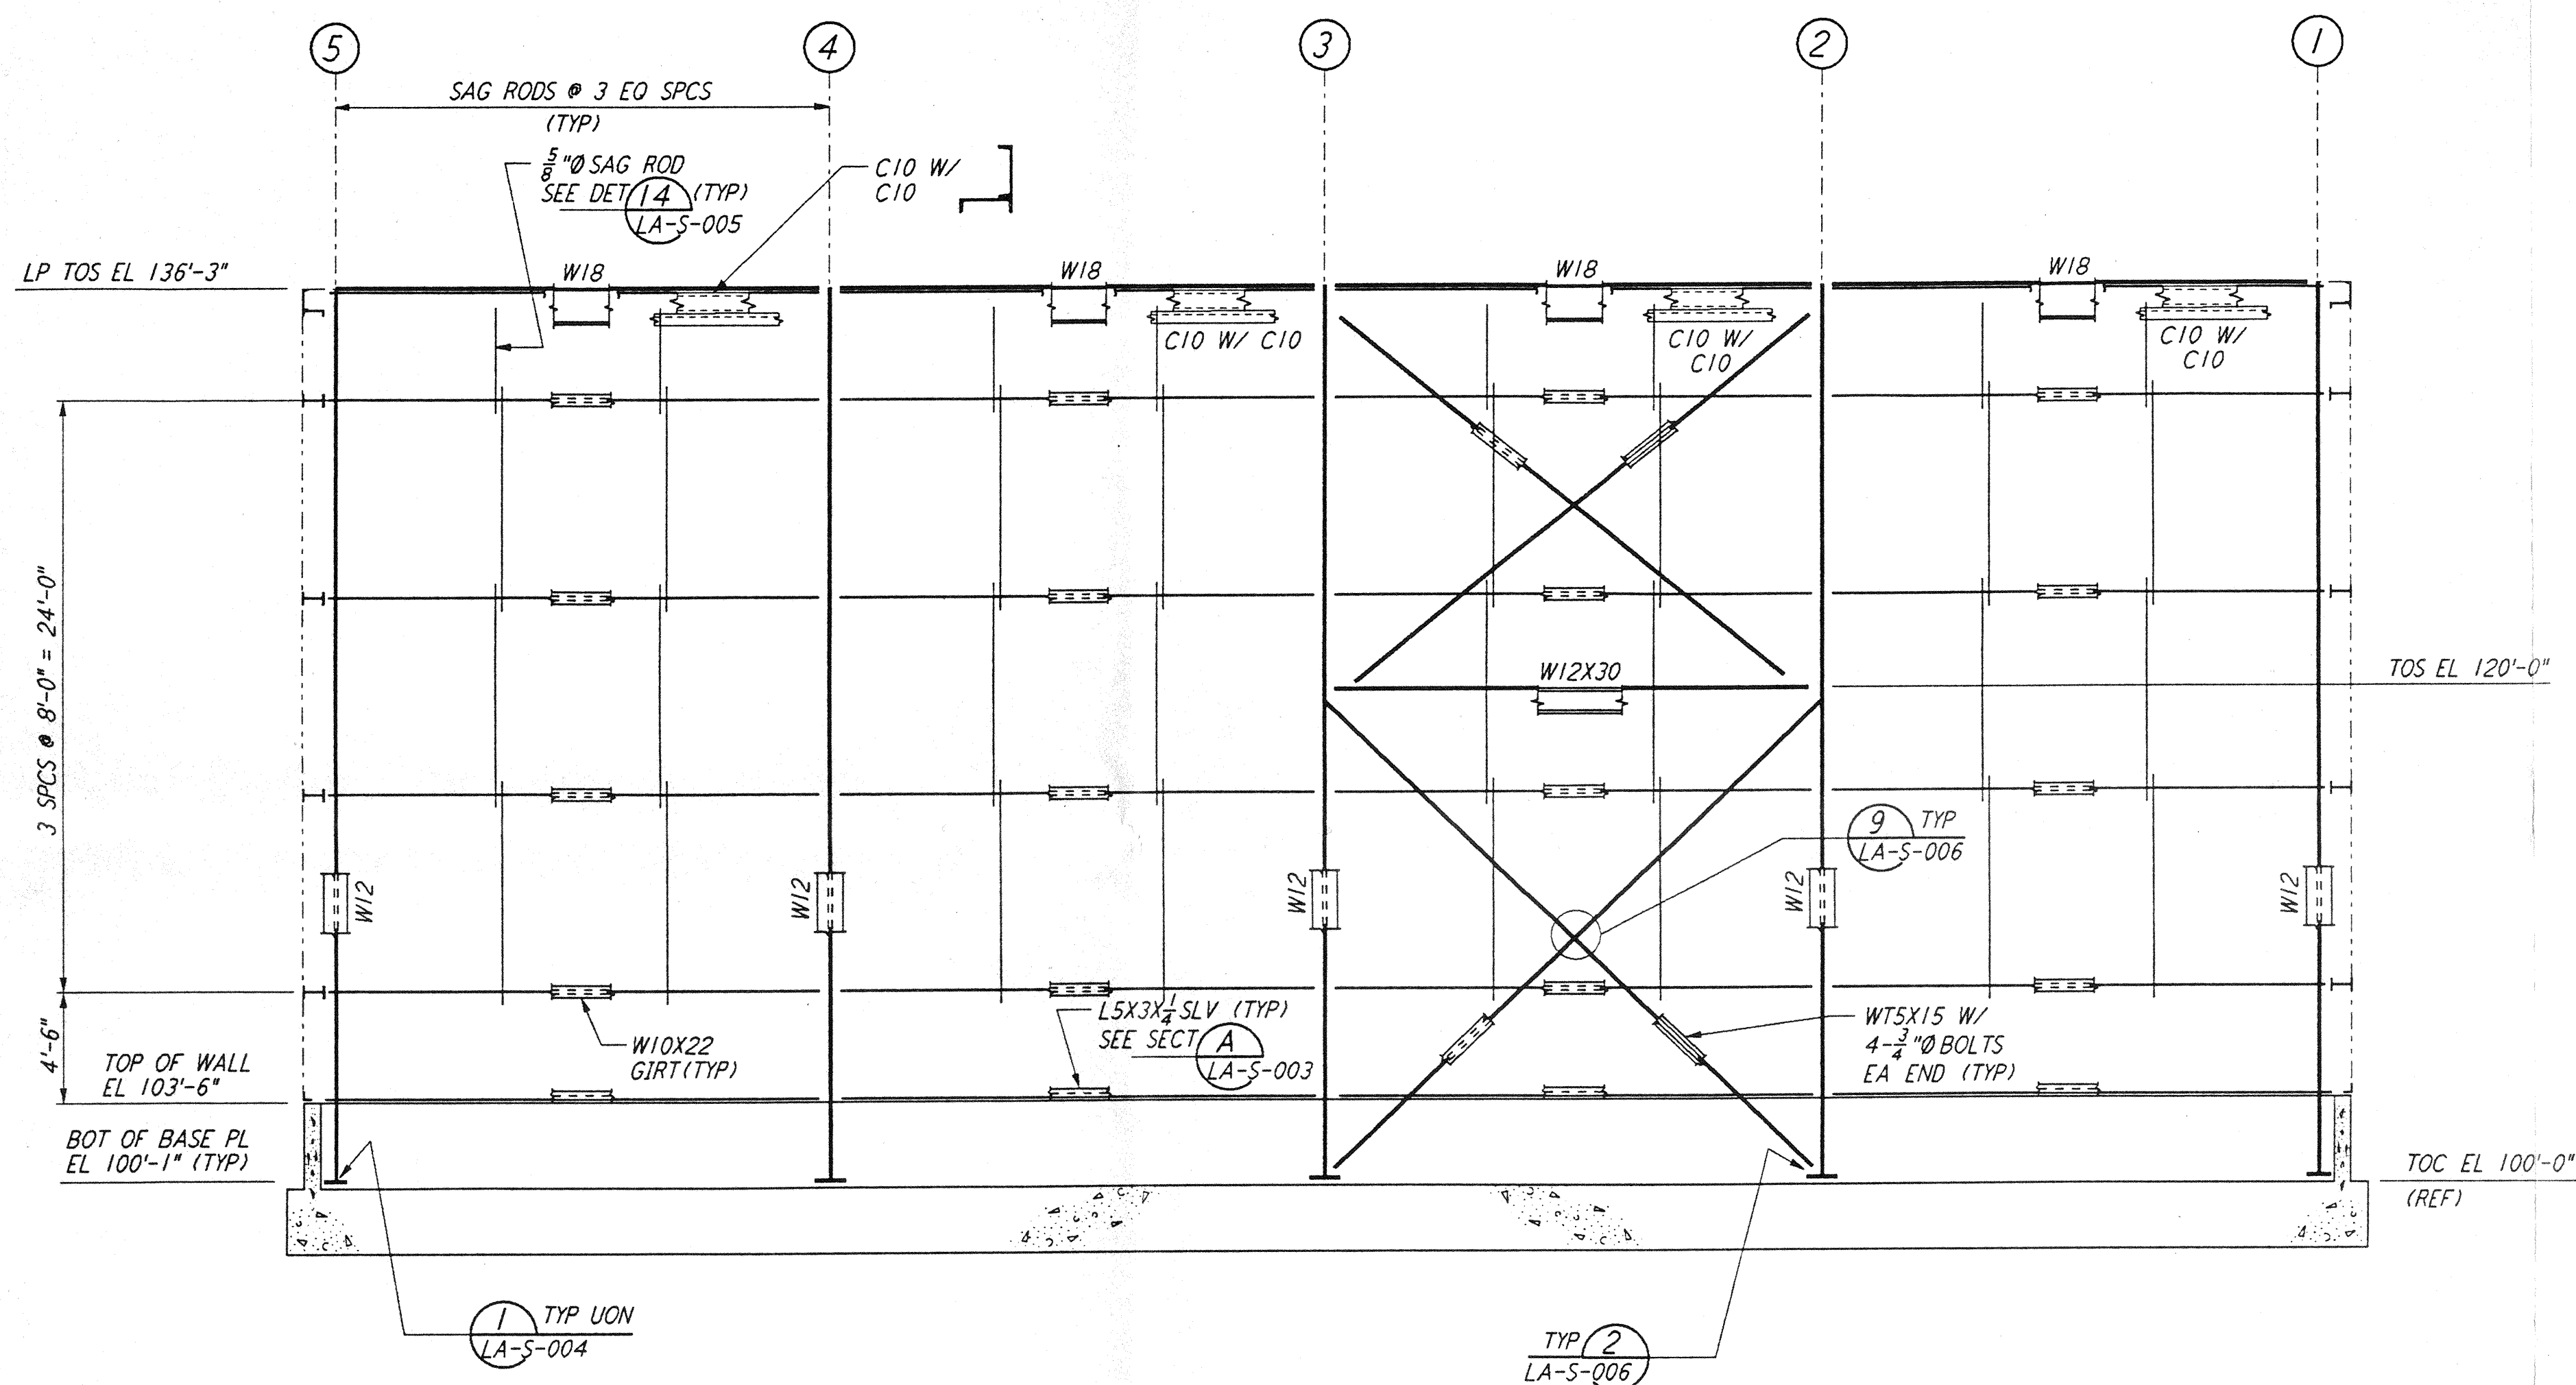 5
4
3
2
1
SAG RODS @ 3 EQ SPCS
(TYP)
5/8"Ø SAG ROD
SEE DET 14 (TYP)
LA-S-005
C10 W/
C10
LP TOS EL 136'-3"
W18
W18
W18
W18
C10 W/ C10
C10 W/
C10
C10 W/
C10
3 SPCS @ 8'-0" = 24'-0"
W12X30
TOS EL 120'-0"
9 TYP
LA-S-006
W12
W12
W12
W12
W12
4'-6"
W10X22
GIRT(TYP)
L5X3X1/4 SLV (TYP)
SEE SECT A
LA-S-003
WT5X15 W/
4-3/4"Ø BOLTS
EA END (TYP)
TOP OF WALL
EL 103'-6"
BOT OF BASE PL
EL 100'-1" (TYP)
TOC EL 100'-0"
(REF)
1 TYP UON
LA-S-004
TYP 2
LA-S-006